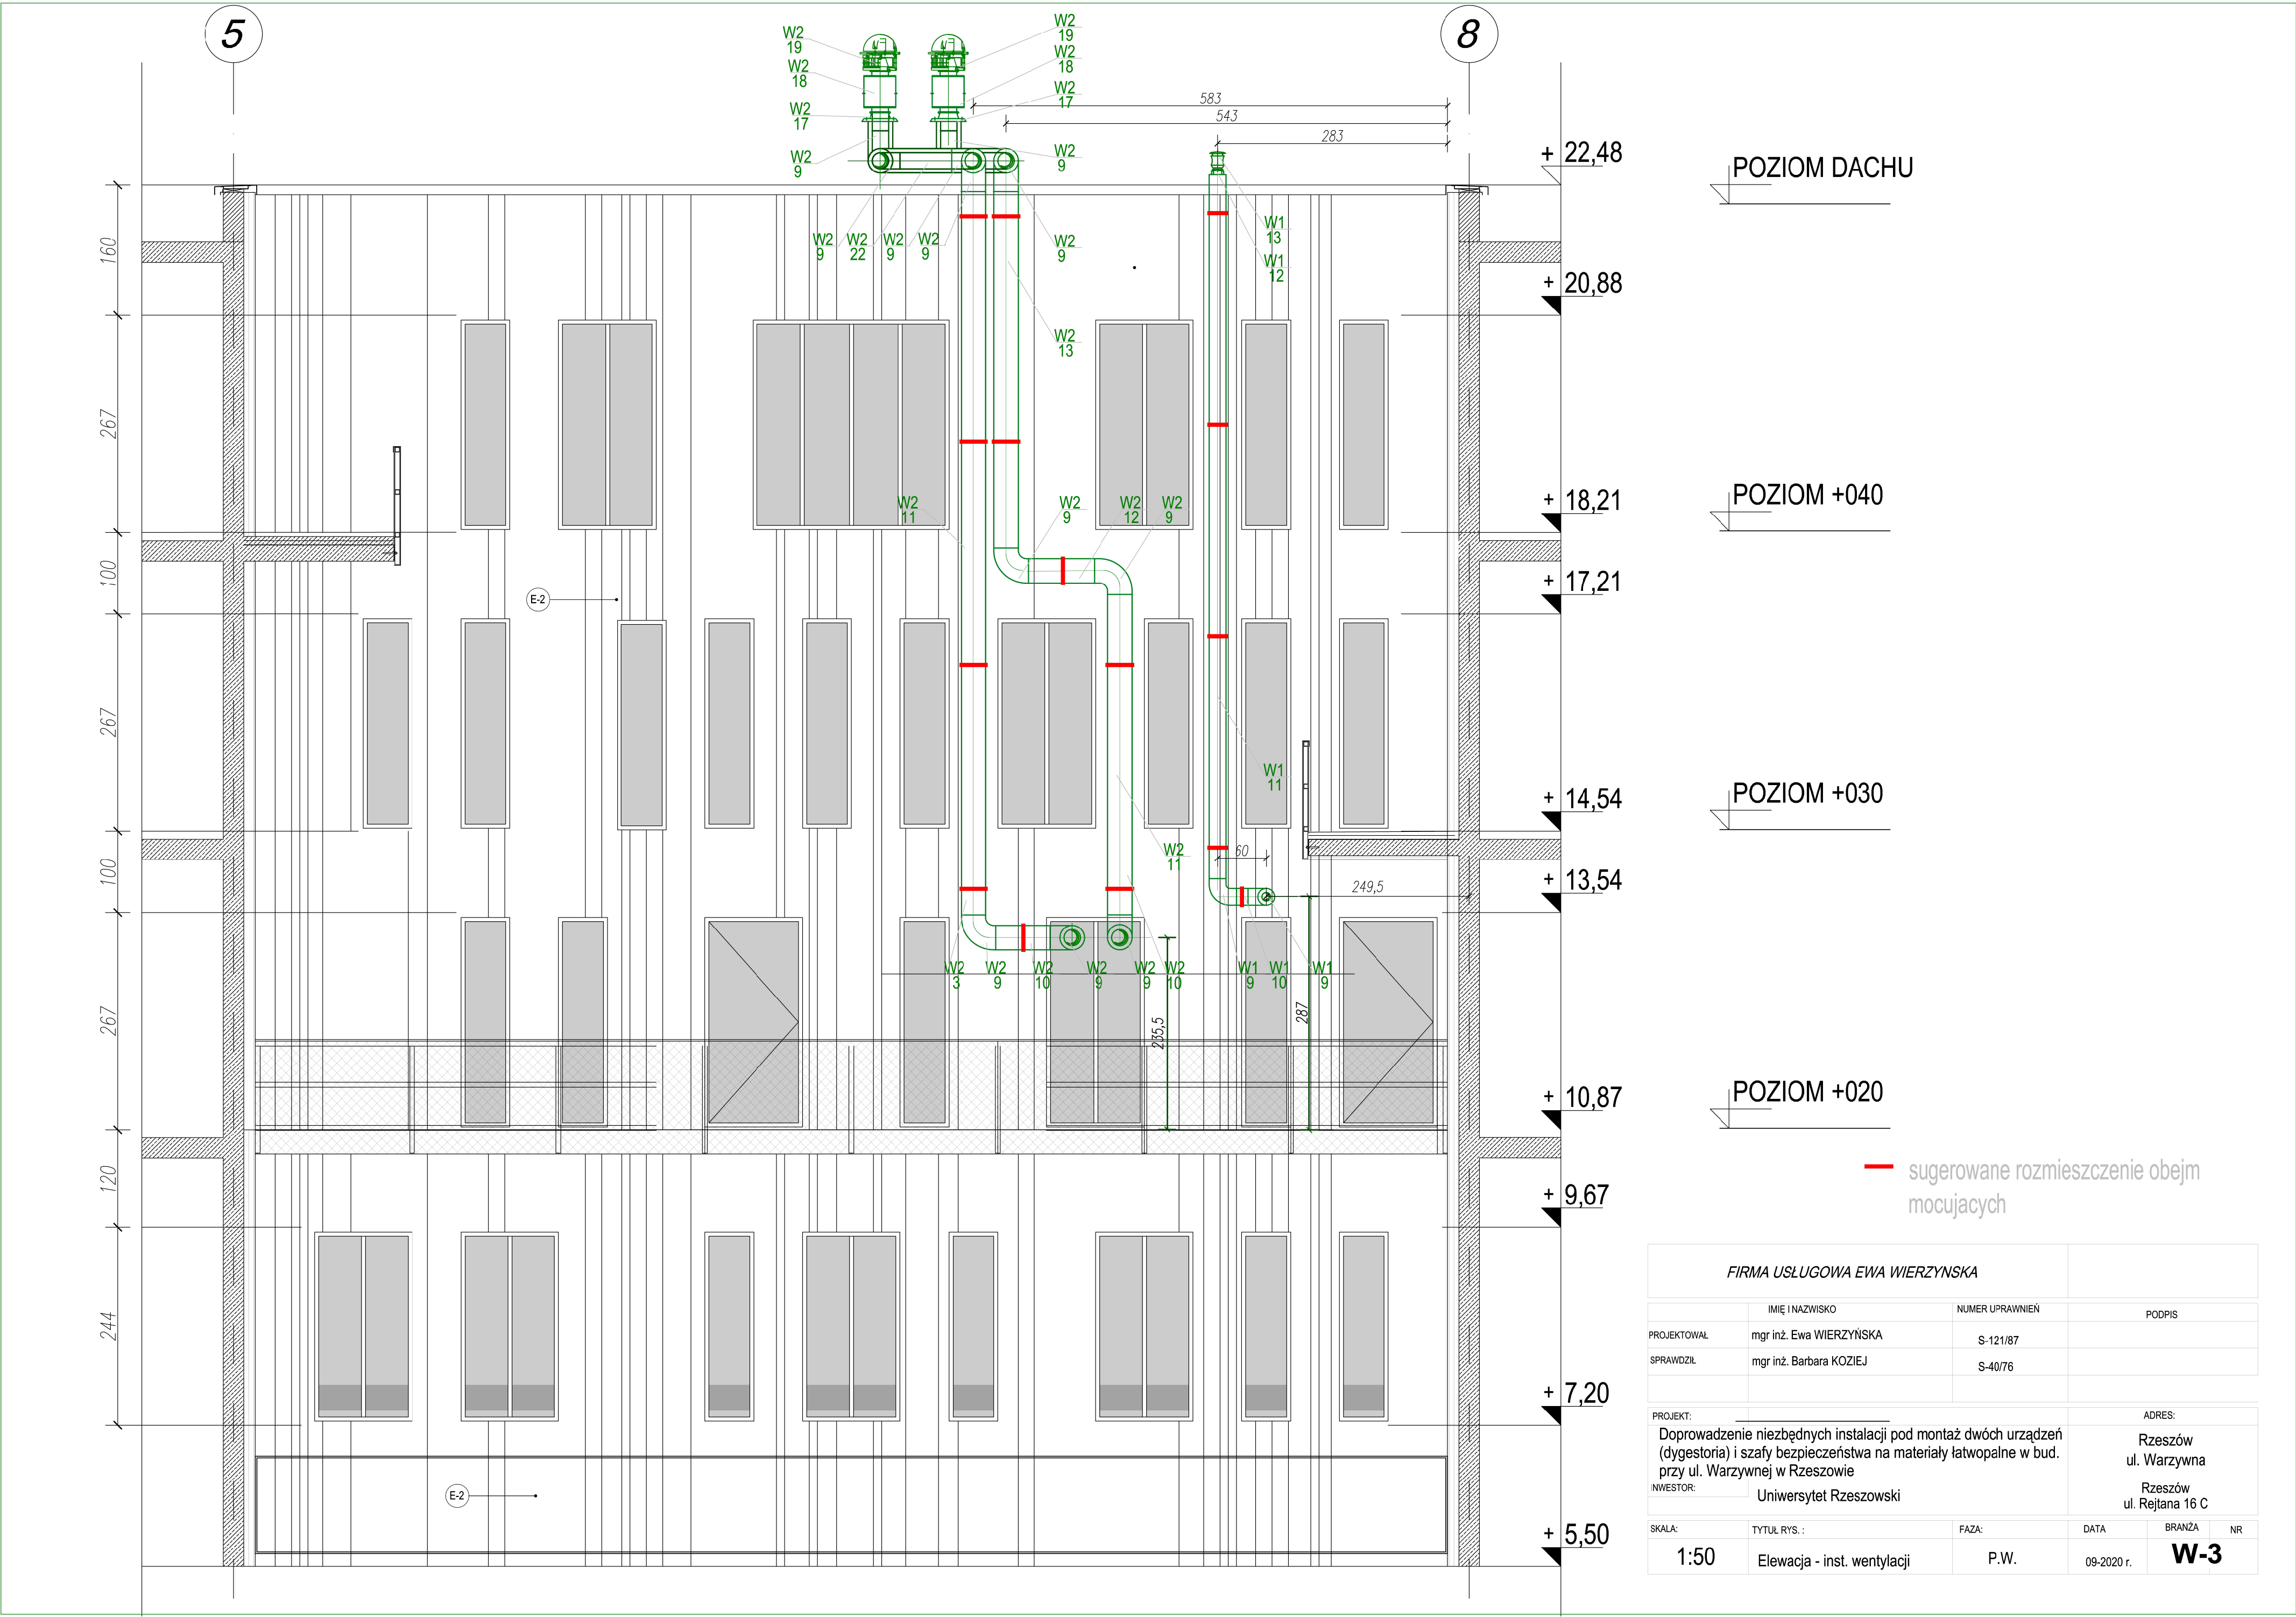 5
8
W2
19
W2
18
W2
17
W2
9
W2
19
W2
18
W2
17
W2
9
583
543
283
+ 22,48
POZIOM DACHU
W2
9
W2
22
W2
9
W2
9
W2
9
W1
13
W1
12
160
+ 20,88
W2
13
267
W2
11
W2
9
W2
12
W2
9
+ 18,21
POZIOM +040
100
E-2
+ 17,21
267
W1
11
+ 14,54
POZIOM +030
W2
11
60
100
249,5
+ 13,54
W2
3
W2
9
W2
10
W2
9
W2
9
W2
10
W1
9
W1
10
W1
9
267
235,5
287
+ 10,87
POZIOM +020
120
sugerowane rozmieszczenie obejm
mocujacych
+ 9,67
244
+ 7,20
E-2
+ 5,50
FIRMA USŁUGOWA EWA WIERZYNSKA
IMIĘ I NAZWISKO
NUMER UPRAWNIEŃ
PODPIS
PROJEKTOWAŁ
mgr inż. Ewa WIERZYŃSKA
S-121/87
SPRAWDZIŁ
mgr inż. Barbara KOZIEJ
S-40/76
PROJEKT:
ADRES:
Doprowadzenie niezbędnych instalacji pod montaż dwóch urządzeń
(dygestoria) i szafy bezpieczeństwa na materiały łatwopalne w bud.
przy ul. Warzywnej w Rzeszowie
Rzeszów
ul. Warzywna
INWESTOR:
Uniwersytet Rzeszowski
Rzeszów
ul. Rejtana 16 C
SKALA:
TYTUŁ RYS. :
FAZA:
DATA
BRANŻA
NR
1:50
Elewacja - inst. wentylacji
P.W.
09-2020 r.
W-3